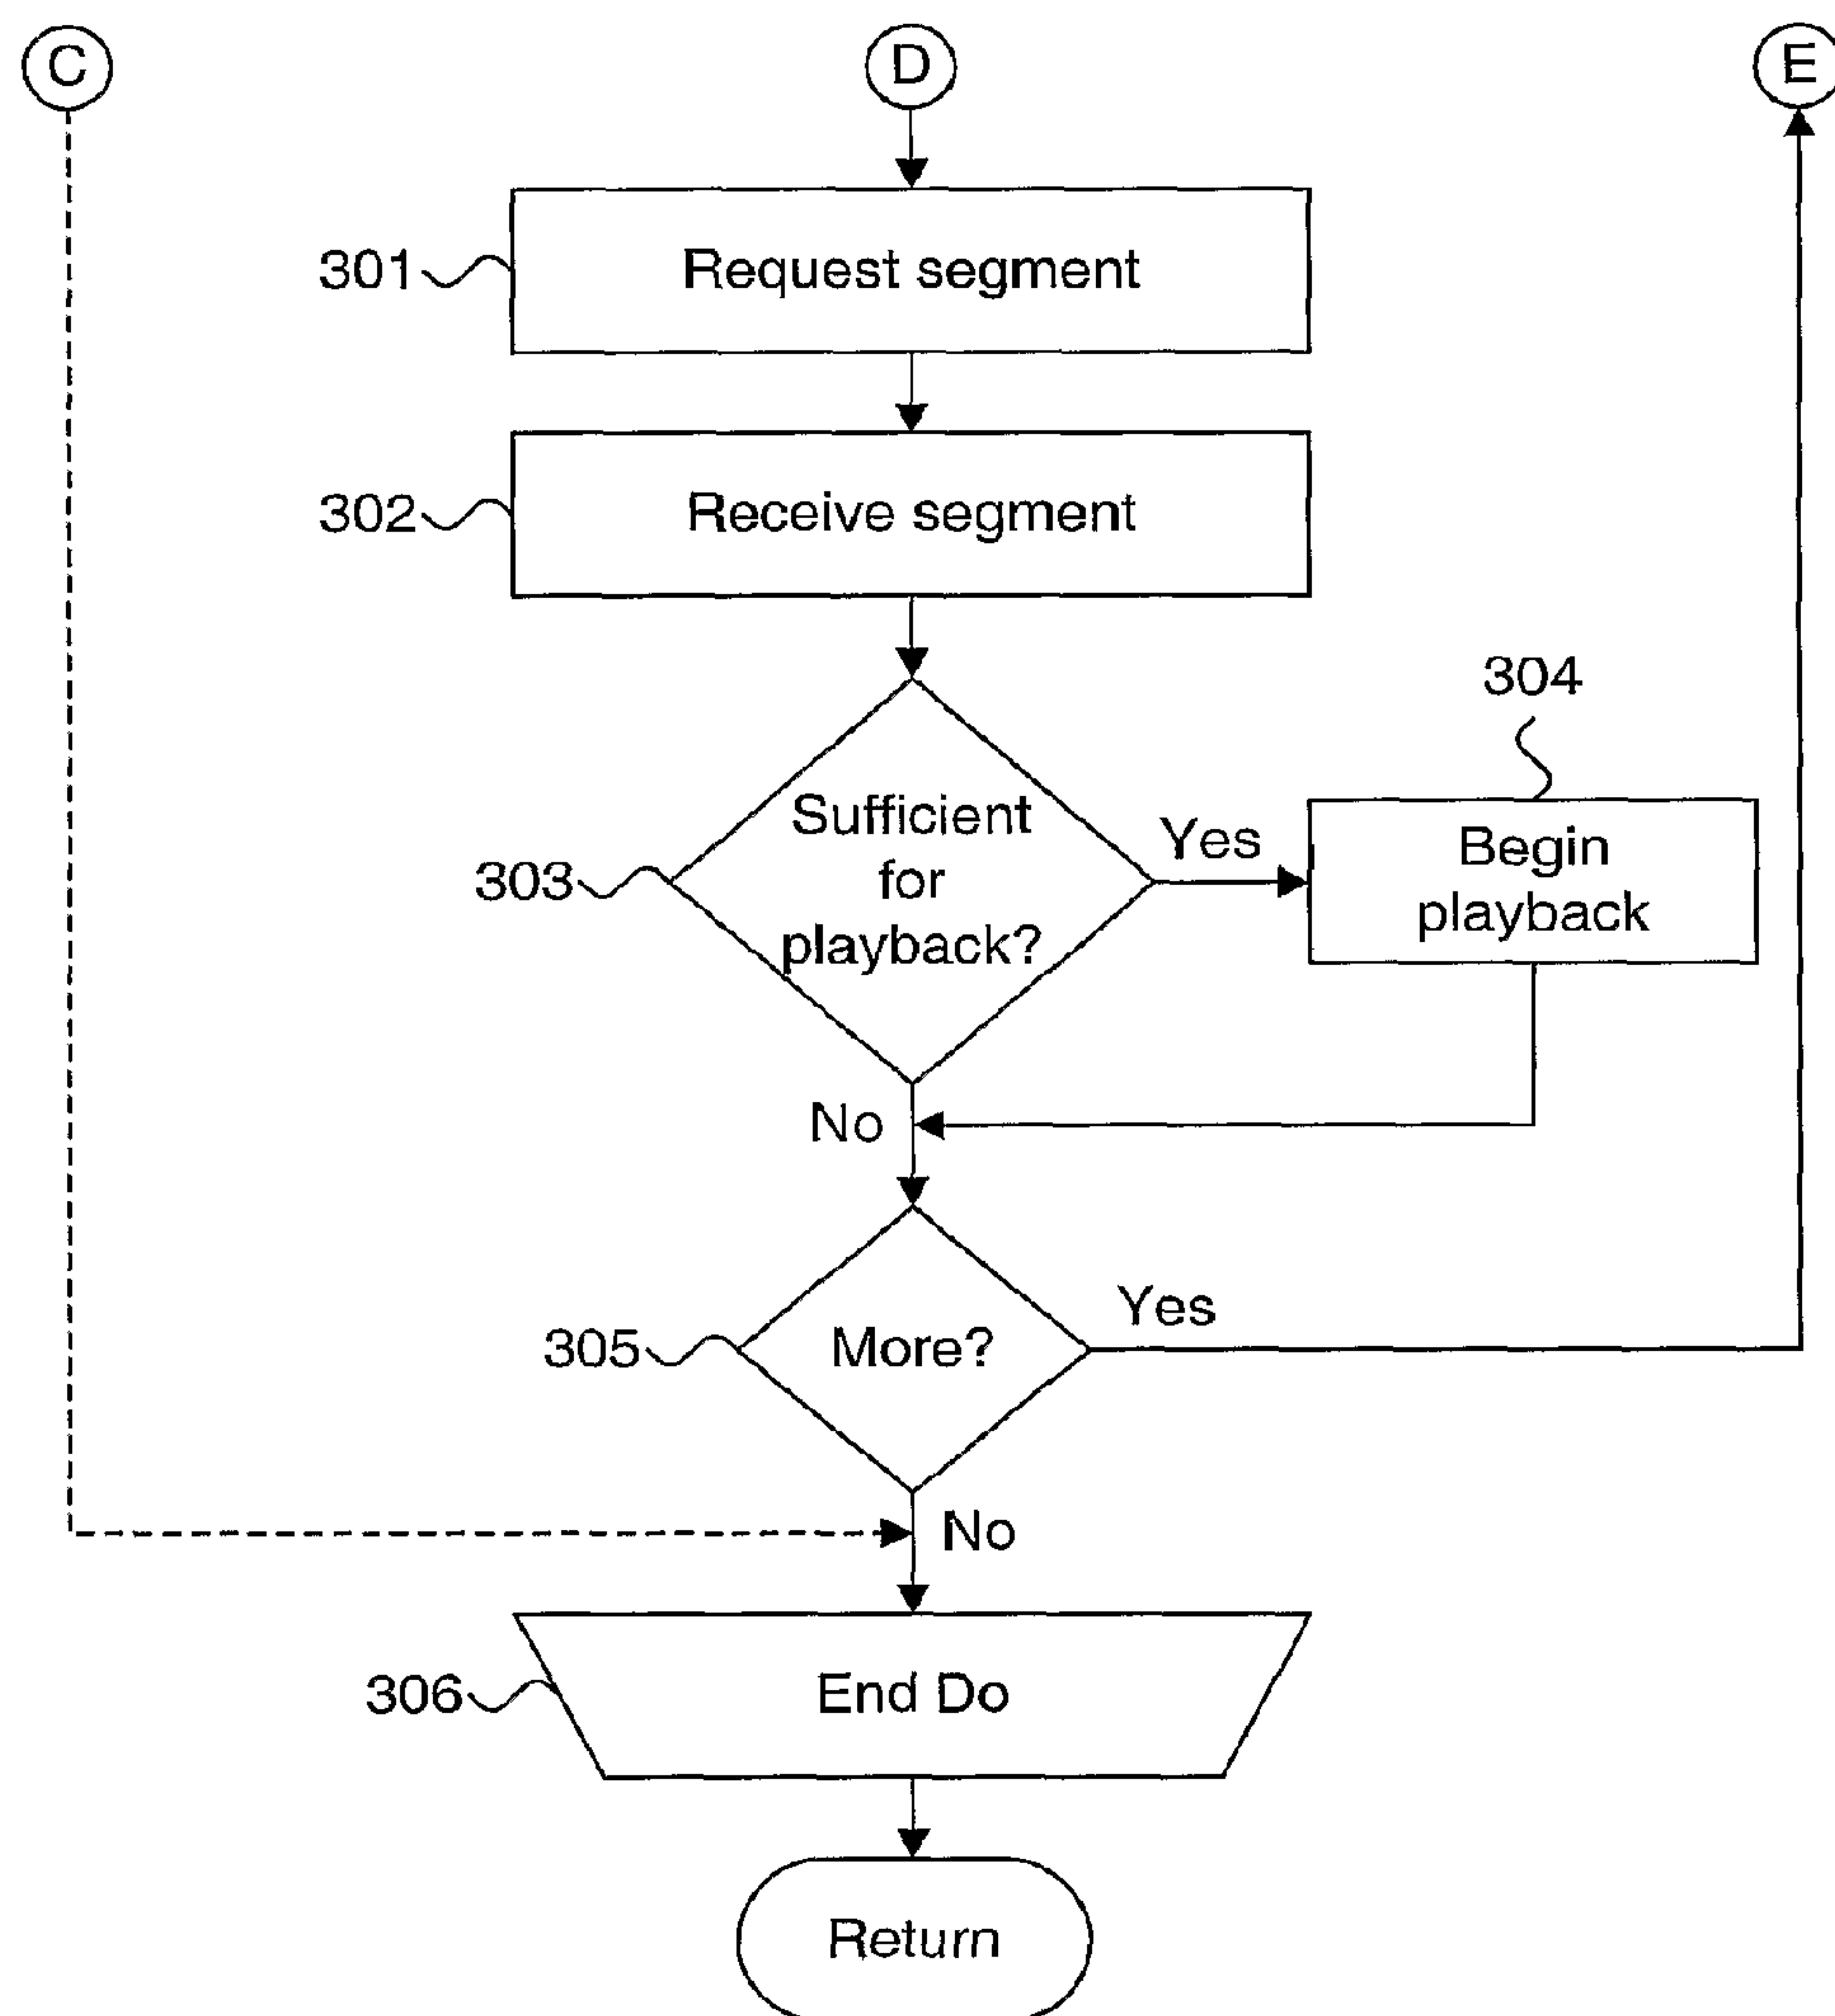 C
D
E
301
Request segment
302
Receive segment
304
Sufficient
for
playback?
303
Yes
Begin
playback
No
305
More?
Yes
No
306
End Do
Return